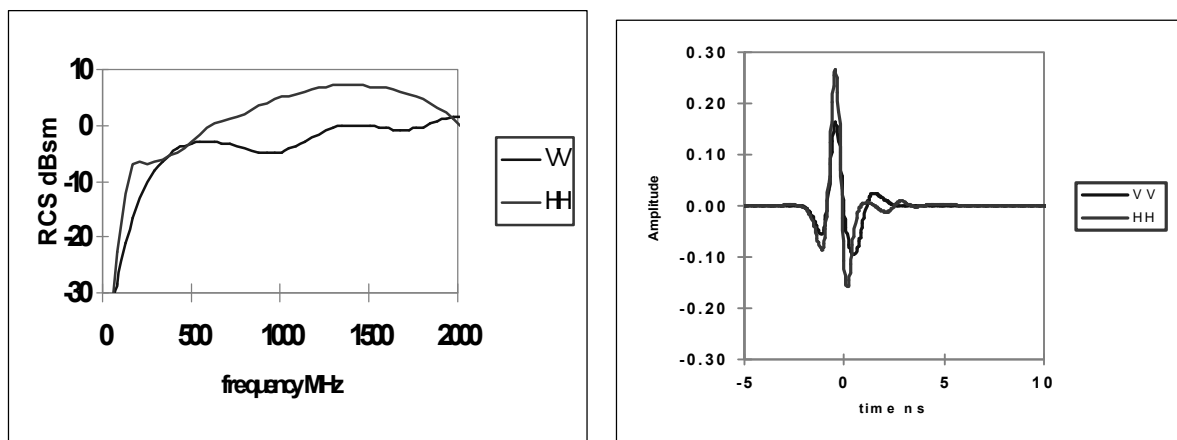 RCS dBsm
10
0
-10
-20
-30
0 500 1000 1500 2000
frequency MHz
VV
HH
Amplitude
0.30
0.20
0.10
0.00
-0.10
-0.20
-0.30
-5 0 5 10
time ns
VV
HH